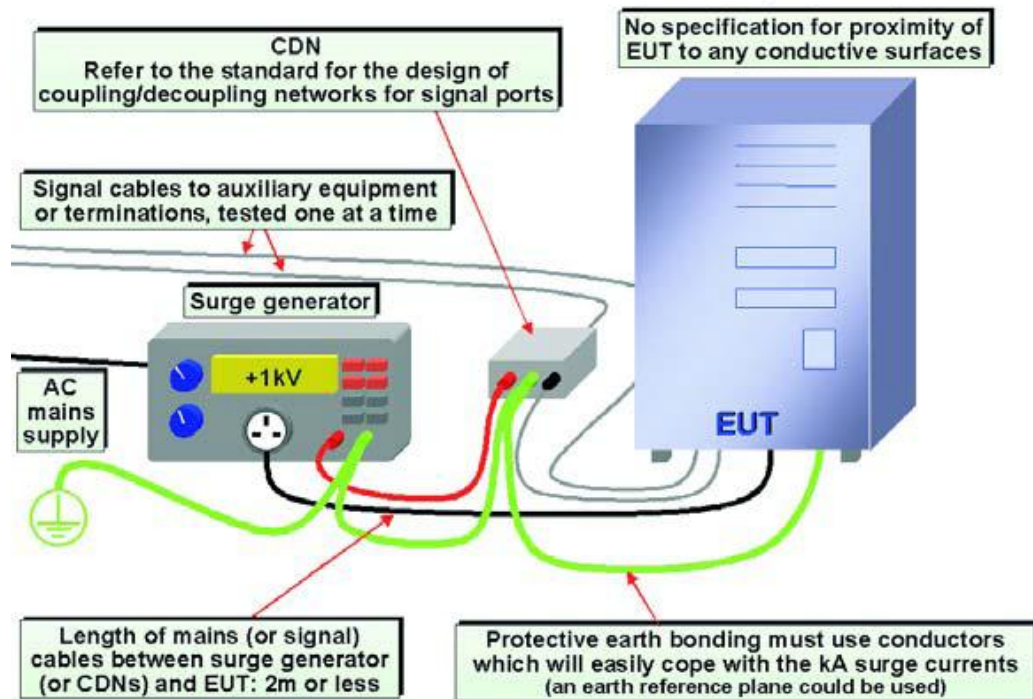 CDN
Refer to the standard for the design of
coupling/decoupling networks for signal ports
No specification for proximity of
EUT to any conductive surfaces
Signal cables to auxiliary equipment
or terminations, tested one at a time
Surge generator
+1kV
AC
mains
supply
EUT
Length of mains (or signal)
cables between surge generator
(or CDNs) and EUT: 2m or less
Protective earth bonding must use conductors
which will easily cope with the kA surge currents
(an earth reference plane could be used)